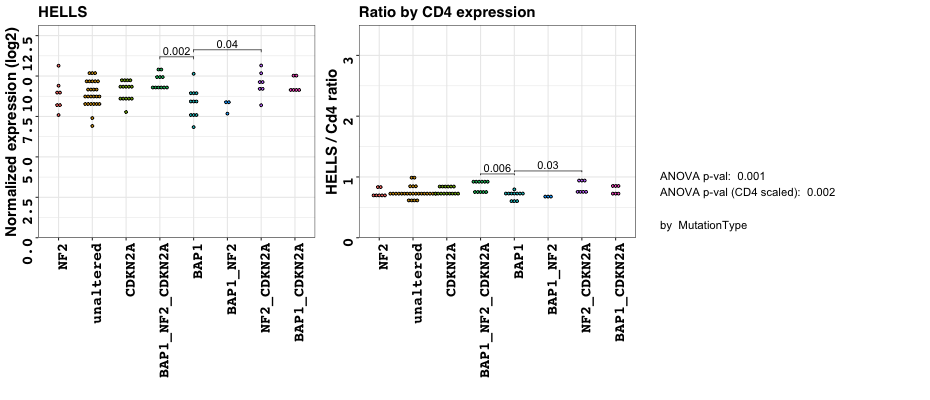 HELLS
Normalized expression (log2)
0.0
2.5
5.0
7.5
10.0
12.5
0.002
0.04
NF2
unaltered
CDKN2A
BAP1_NF2_CDKN2A
BAP1
BAP1_NF2
NF2_CDKN2A
BAP1_CDKN2A
Ratio by CD4 expression
HELLS / Cd4 ratio
0
1
2
3
0.006
0.03
NF2
unaltered
CDKN2A
BAP1_NF2_CDKN2A
BAP1
BAP1_NF2
NF2_CDKN2A
BAP1_CDKN2A
ANOVA p-val: 0.001
ANOVA p-val (CD4 scaled): 0.002
by MutationType